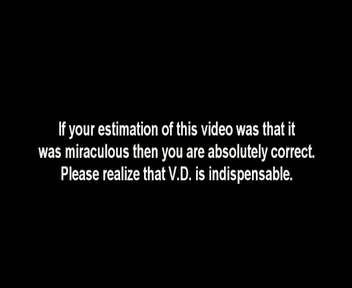 If your estimation of this video was that it
was miraculous then you are absolutely correct.
Please realize that V.D. is indispensable.